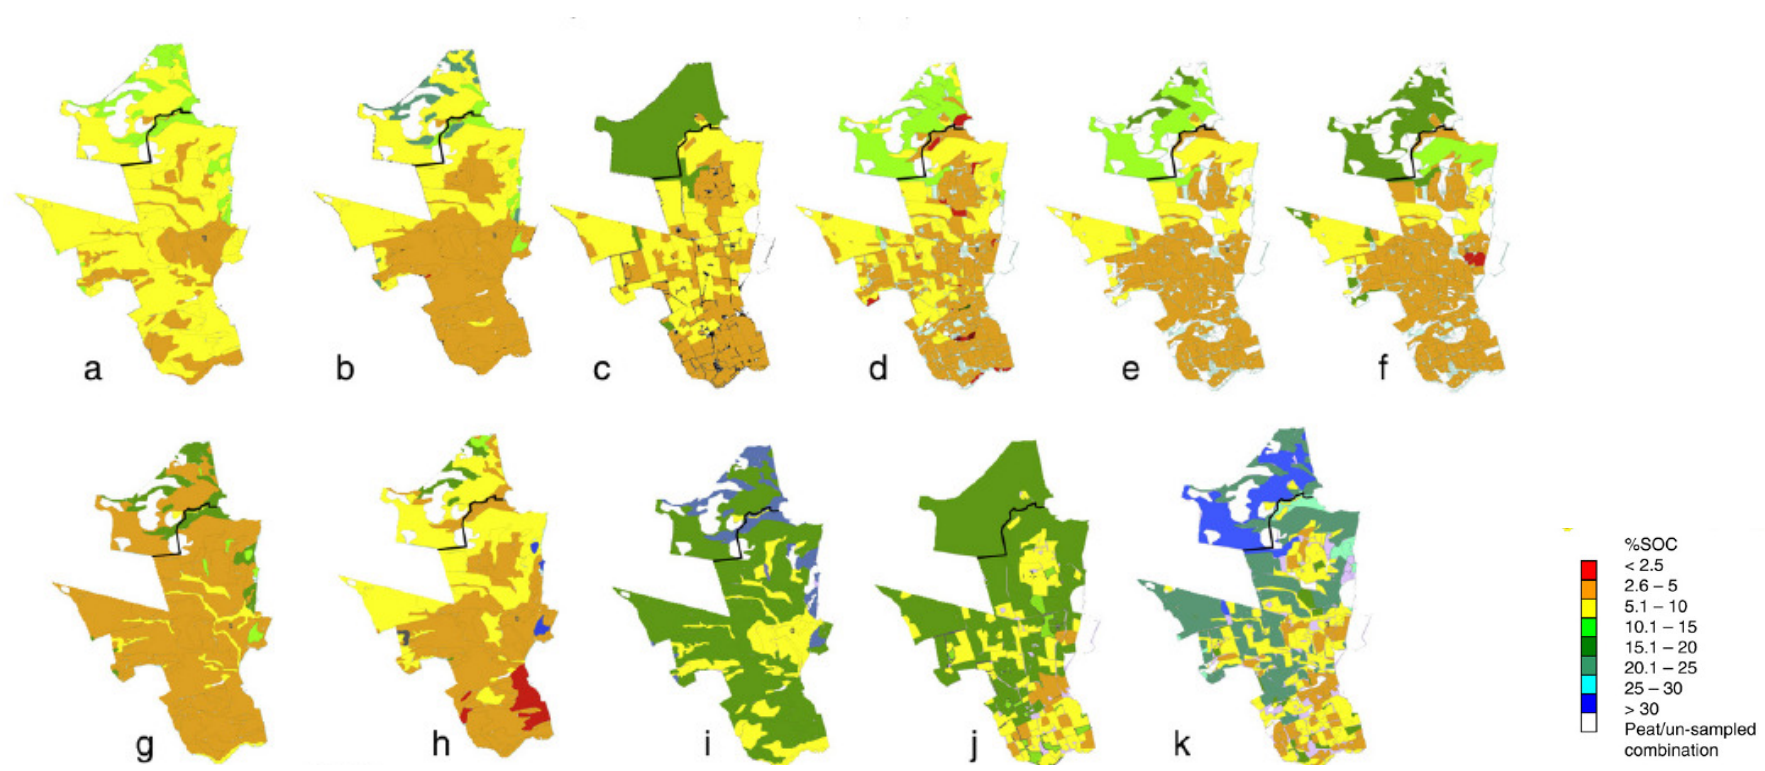 a
b
c
d
e
f
g
h
i
j
k
%SOC
< 2.5
2.6 – 5
5.1 – 10
10.1 – 15
15.1 – 20
20.1 – 25
25 – 30
> 30
Peat/un-sampled
combination